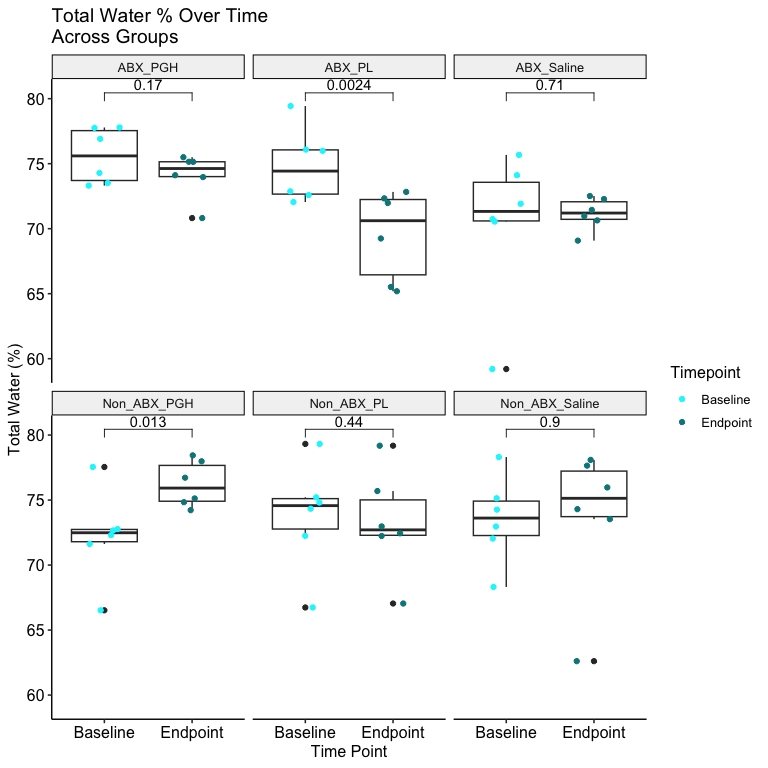 Total Water % Over Time
Across Groups
ABX_PGH ABX_PL ABX_Saline
0.17 0.0024 0.71
80
75
70
65
60
Non_ABX_PGH Non_ABX_PL Non_ABX_Saline
0.013 0.44 0.9
80
75
70
65
60
Total Water (%)
Baseline Endpoint Baseline Endpoint Baseline Endpoint
Time Point
Timepoint
Baseline
Endpoint